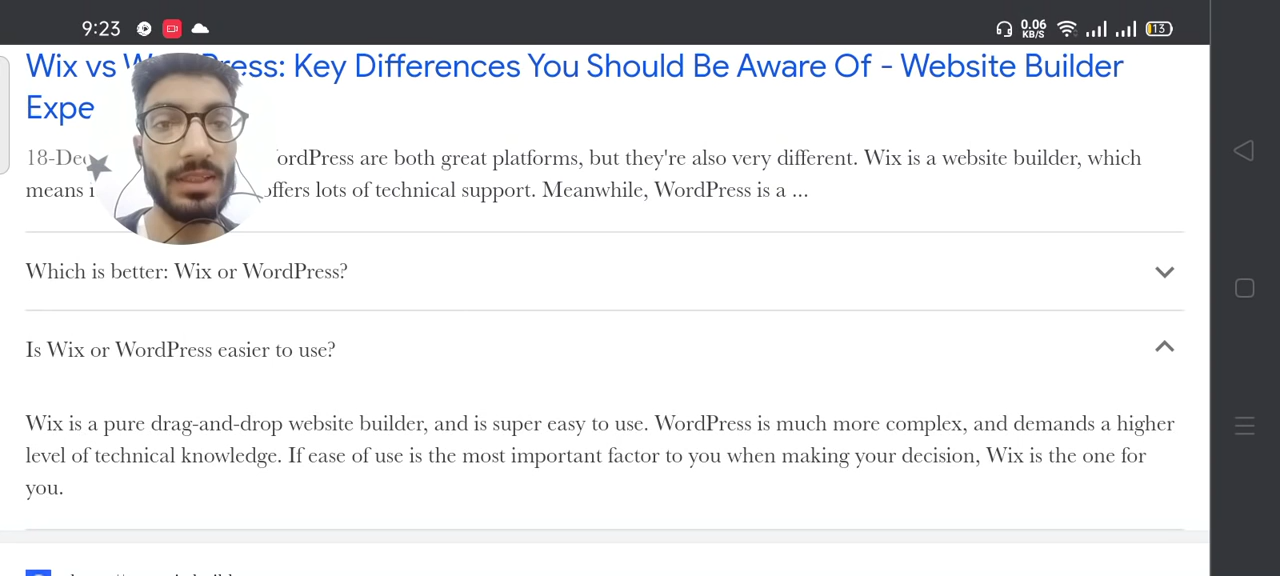 9:23
0.06
KB/S
13
Wix vs ess: Key Differences You Should Be Aware Of - Website Builder
Expe
18-Dec ordPress are both great platforms, but they're also very different. Wix is a website builder, which
means offers lots of technical support. Meanwhile, WordPress is a ...
Which is better: Wix or WordPress?
Is Wix or WordPress easier to use?
Wix is a pure drag-and-drop website builder, and is super easy to use. WordPress is much more complex, and demands a higher
level of technical knowledge. If ease of use is the most important factor to you when making your decision, Wix is the one for
you.